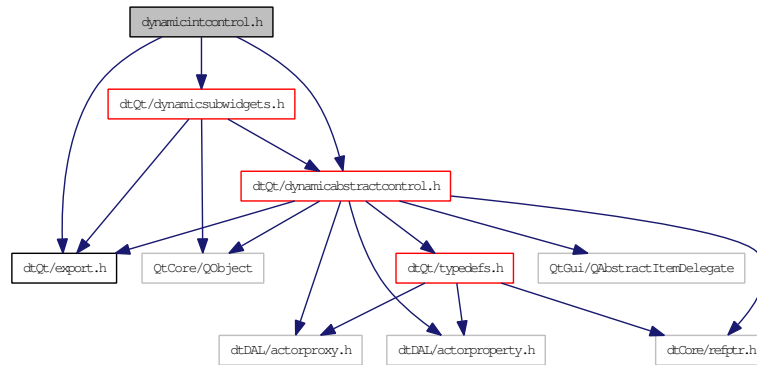 dynamicintcontrol.h
dtQt/dynamicsubwidgets.h
dtQt/dynamicabstractcontrol.h
dtQt/export.h
QtCore/QObject
dtQt/typedefs.h
QtGui/QAbstractItemDelegate
dtDAL/actorproxy.h
dtDAL/actorproperty.h
dtCore/refptr.h